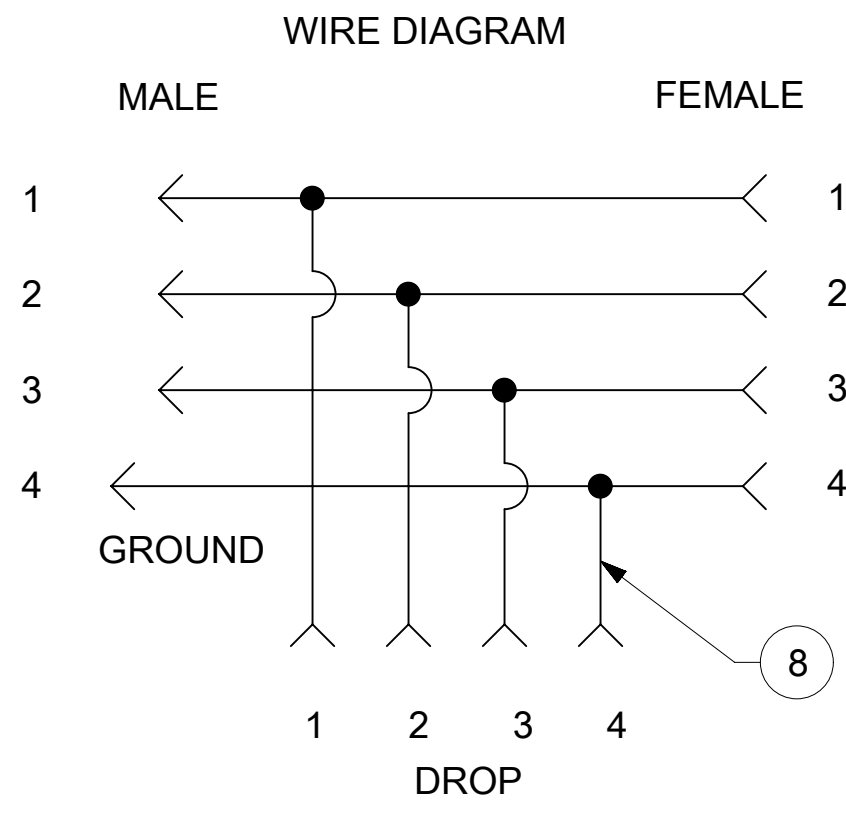 WIRE DIAGRAM
MALE FEMALE
1 1
2 2
3 3
4 4
GROUND
8
1 2 3 4
DROP